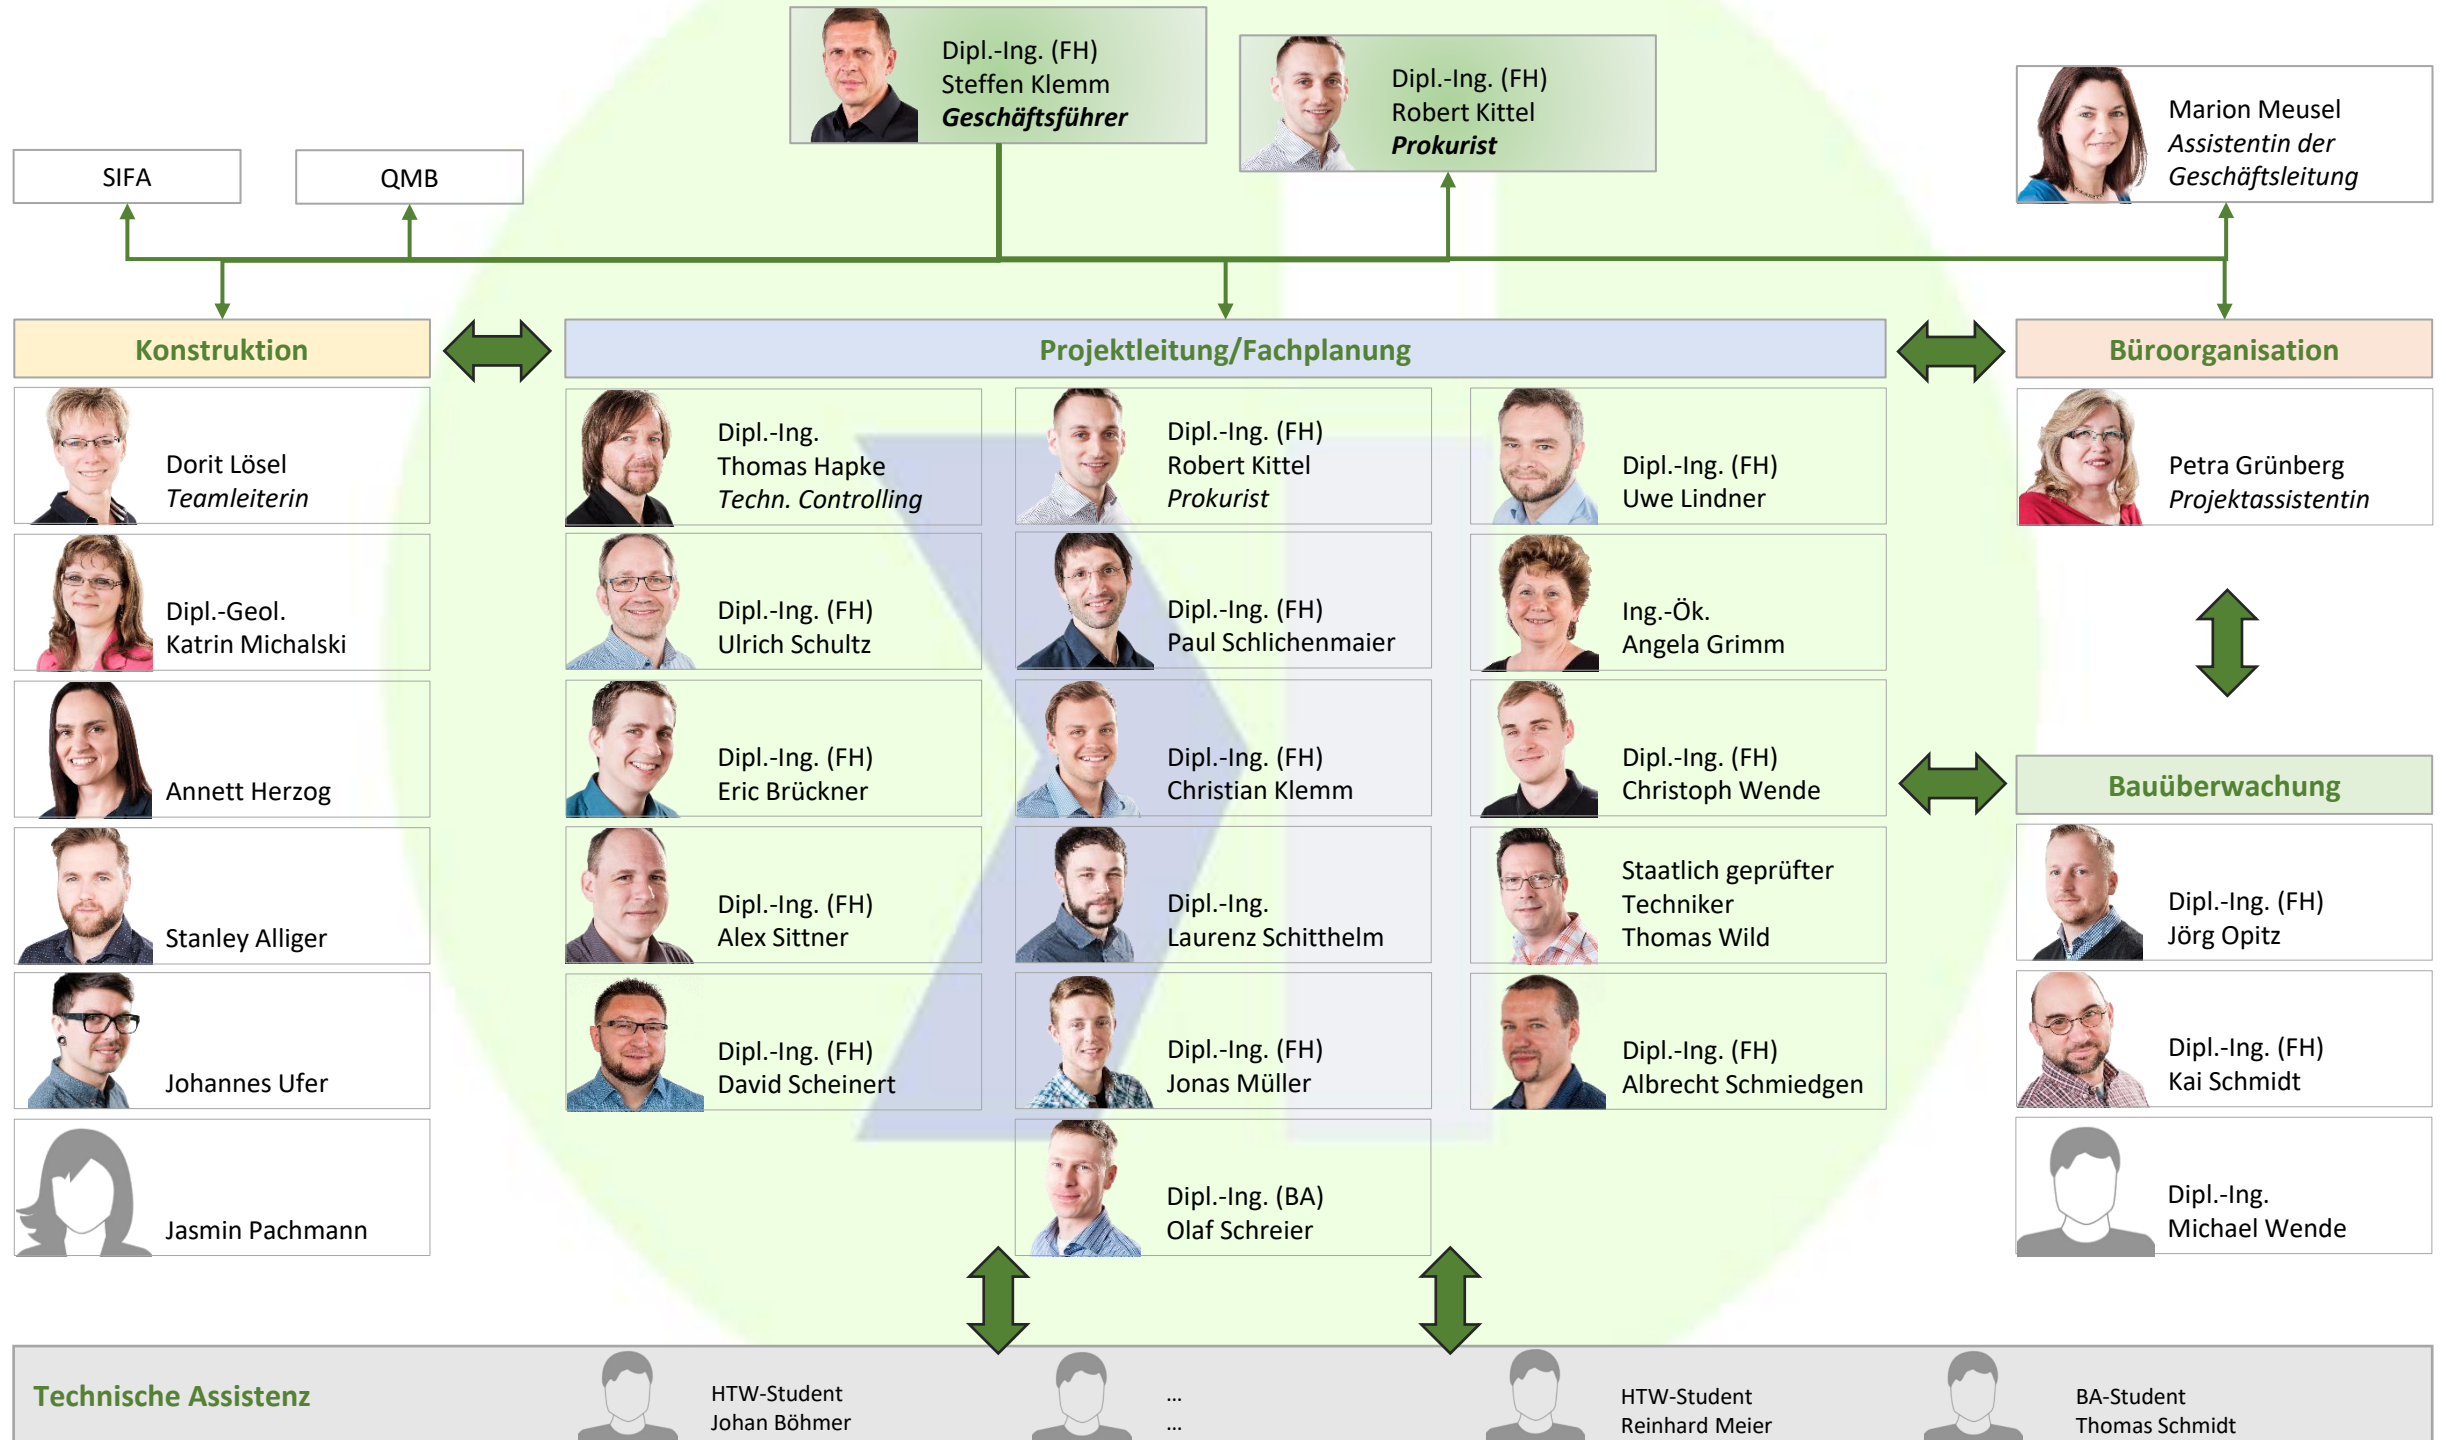 Dipl.-Ing. (FH)
Steffen Klemm
Geschäftsführer
Dipl.-Ing. (FH)
Robert Kittel
Prokurist
Marion Meusel
Assistentin der
Geschäftsleitung
SIFA
QMB
Konstruktion
Projektleitung/Fachplanung
Büroorganisation
Dorit Lösel
Teamleiterin
Dipl.-Ing.
Thomas Hapke
Techn. Controlling
Dipl.-Ing. (FH)
Robert Kittel
Prokurist
Dipl.-Ing. (FH)
Uwe Lindner
Petra Grünberg
Projektassistentin
Dipl.-Geol.
Katrin Michalski
Dipl.-Ing. (FH)
Ulrich Schultz
Dipl.-Ing. (FH)
Paul Schlichenmaier
Ing.-Ök.
Angela Grimm
Annett Herzog
Dipl.-Ing. (FH)
Eric Brückner
Dipl.-Ing. (FH)
Christian Klemm
Dipl.-Ing. (FH)
Christoph Wende
Bauüberwachung
Stanley Alliger
Dipl.-Ing. (FH)
Alex Sittner
Dipl.-Ing.
Laurenz Schitthelm
Staatlich geprüfter
Techniker
Thomas Wild
Dipl.-Ing. (FH)
Jörg Opitz
Johannes Ufer
Dipl.-Ing. (FH)
David Scheinert
Dipl.-Ing. (FH)
Jonas Müller
Dipl.-Ing. (FH)
Albrecht Schmiedgen
Dipl.-Ing. (FH)
Kai Schmidt
Jasmin Pachmann
Dipl.-Ing. (BA)
Olaf Schreier
Dipl.-Ing.
Michael Wende
Technische Assistenz
HTW-Student
Johan Böhmer
...
...
HTW-Student
Reinhard Meier
BA-Student
Thomas Schmidt